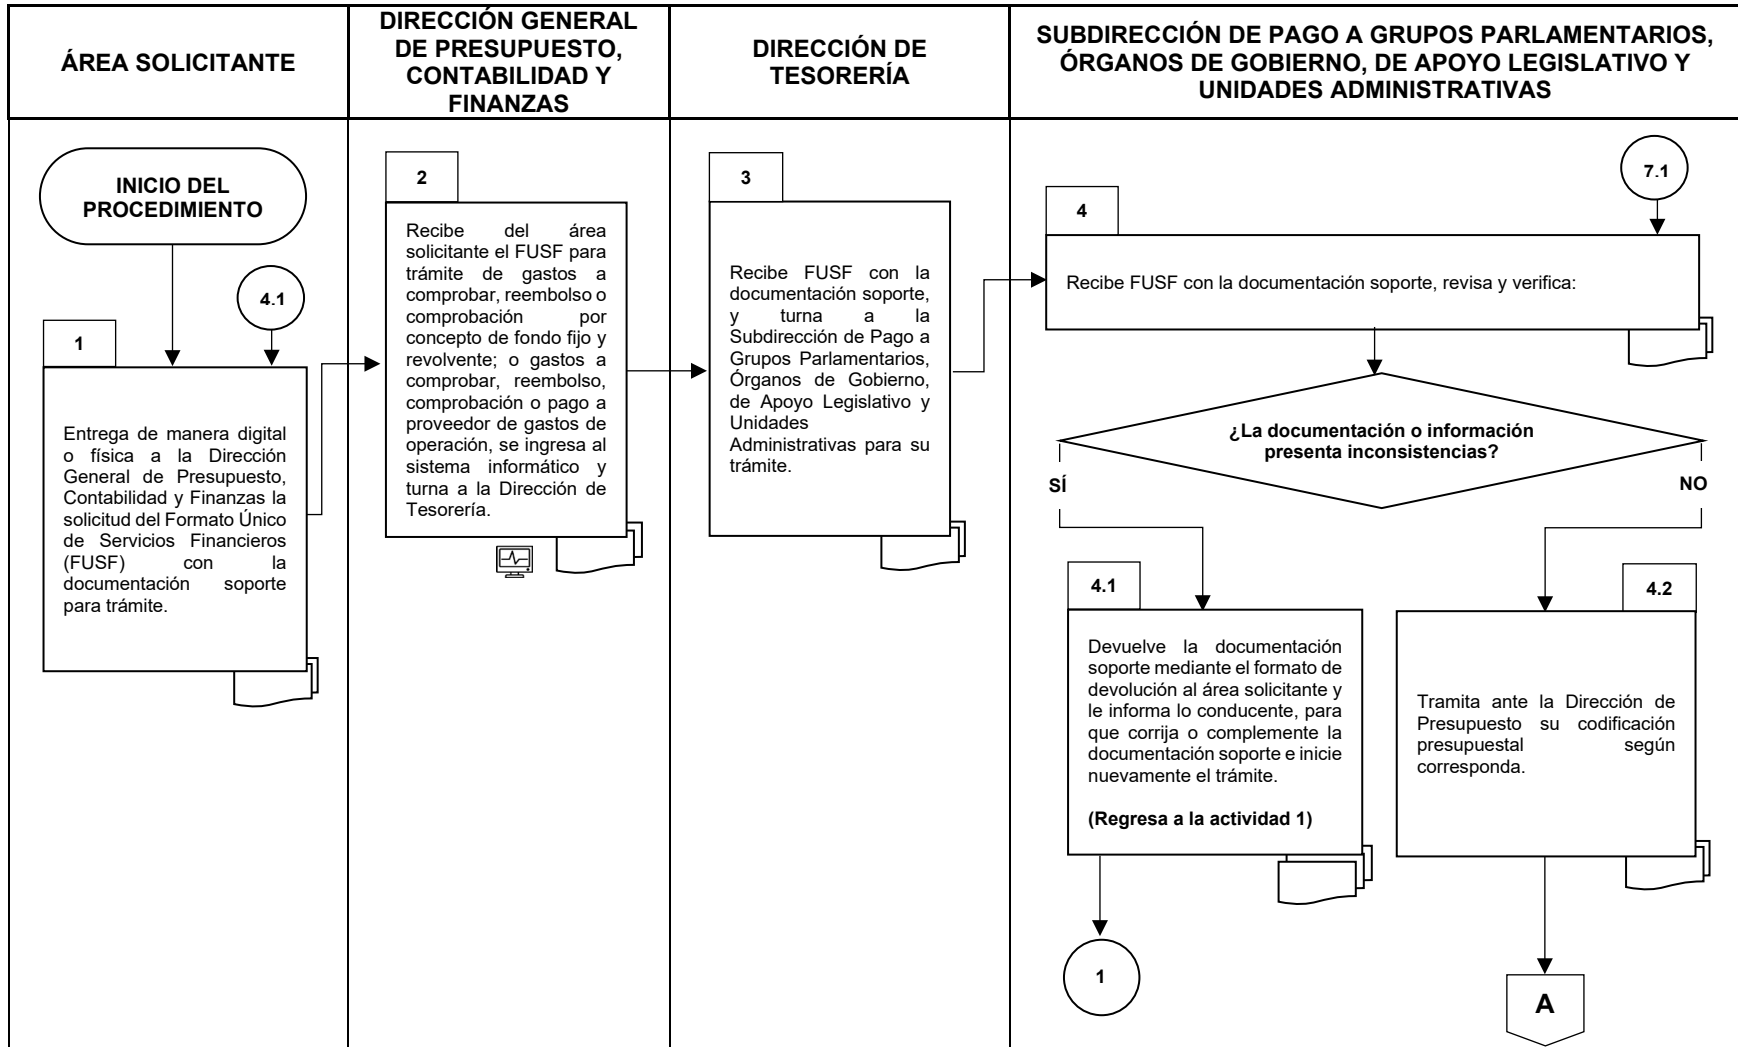 ÁREA SOLICITANTE
DIRECCIÓN GENERAL
DE PRESUPUESTO,
CONTABILIDAD Y
FINANZAS
DIRECCIÓN DE
TESORERÍA
SUBDIRECCIÓN DE PAGO A GRUPOS PARLAMENTARIOS,
ÓRGANOS DE GOBIERNO, DE APOYO LEGISLATIVO Y
UNIDADES ADMINISTRATIVAS
INICIO DEL
PROCEDIMIENTO
4.1
1
Entrega de manera digital
o física a la Dirección
General de Presupuesto,
Contabilidad y Finanzas la
solicitud del Formato Único
de Servicios Financieros
(FUSF) con la
documentación soporte
para trámite.
2
Recibe del área
solicitante el FUSF para
trámite de gastos a
comprobar, reembolso o
comprobación por
concepto de fondo fijo y
revolvente; o gastos a
comprobar, reembolso,
comprobación o pago a
proveedor de gastos de
operación, se ingresa al
sistema informático y
turna a la Dirección de
Tesorería.
3
Recibe FUSF con la
documentación soporte,
y turna a la
Subdirección de Pago a
Grupos Parlamentarios,
Órganos de Gobierno,
de Apoyo Legislativo y
Unidades
Administrativas para su
trámite.
7.1
4
Recibe FUSF con la documentación soporte, revisa y verifica:
¿La documentación o información
presenta inconsistencias?
SÍ
NO
4.1
Devuelve la documentación
soporte mediante el formato de
devolución al área solicitante y
le informa lo conducente, para
que corrija o complemente la
documentación soporte e inicie
nuevamente el trámite.
(Regresa a la actividad 1)
1
4.2
Tramita ante la Dirección de
Presupuesto su codificación
presupuestal según
corresponda.
A